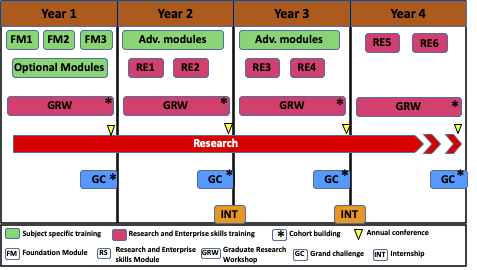 Year 1 Year 2 Year 3 Year 4
FM1 FM2 FM3 Adv. modules Adv. modules RE5 RE6
Optional Modules RE1 RE2 RE3 RE4
GRW * GRW * GRW * GRW *
Research
GC * GC * GC * GC *
INT INT
Subject specific training Research and Enterprise skills training * Cohort building Annual conference
FM Foundation Module RS Research and Enterprise skills Module GRW Graduate Research Workshop GC Grand challenge INT Internship